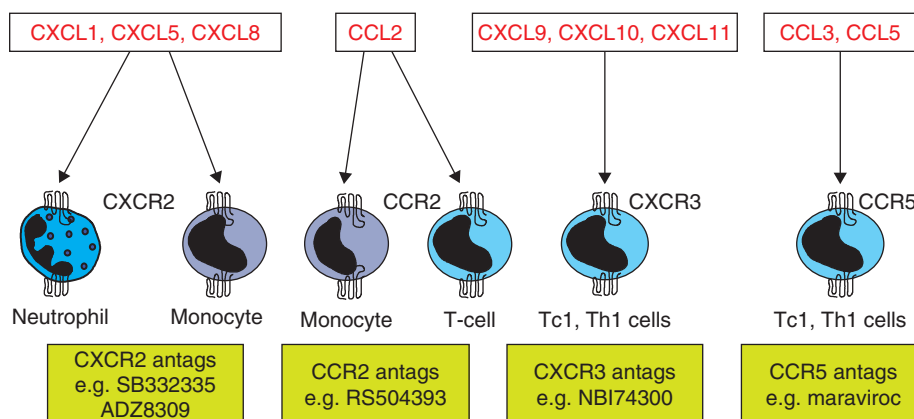 CXCL1, CXCL5, CXCL8
CCL2
CXCL9, CXCL10, CXCL11
CCL3, CCL5
CXCR2
CCR2
CXCR3
CCR5
Neutrophil
Monocyte
Monocyte
T-cell
Tc1, Th1 cells
Tc1, Th1 cells
CXCR2 antags
e.g. SB332335
ADZ8309
CCR2 antags
e.g. RS504393
CXCR3 antags
e.g. NBI74300
CCR5 antags
e.g. maraviroc